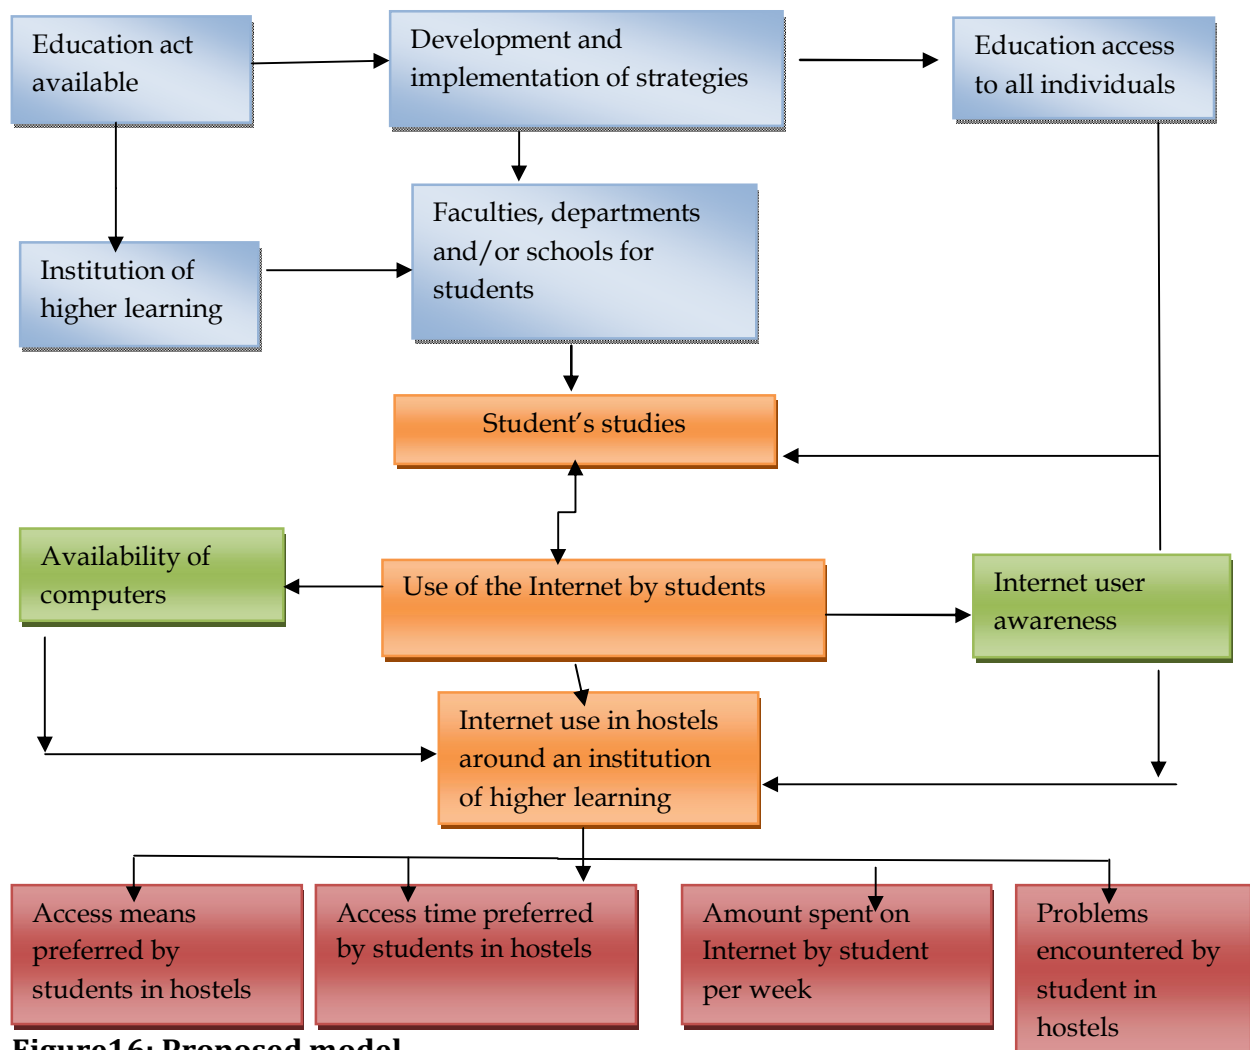 Education act
available
Development and
implementation of strategies
Education access
to all individuals
Institution of
higher learning
Faculties, departments
and/or schools for
students
Student’s studies
Availability of
computers
Use of the Internet by students
Internet user
awareness
Internet use in hostels
around an institution
of higher learning
Access means
preferred by
students in hostels
Access time preferred
by students in hostels
Amount spent on
Internet by student
per week
Problems
encountered by
student in
hostels
Figure16: Proposed model